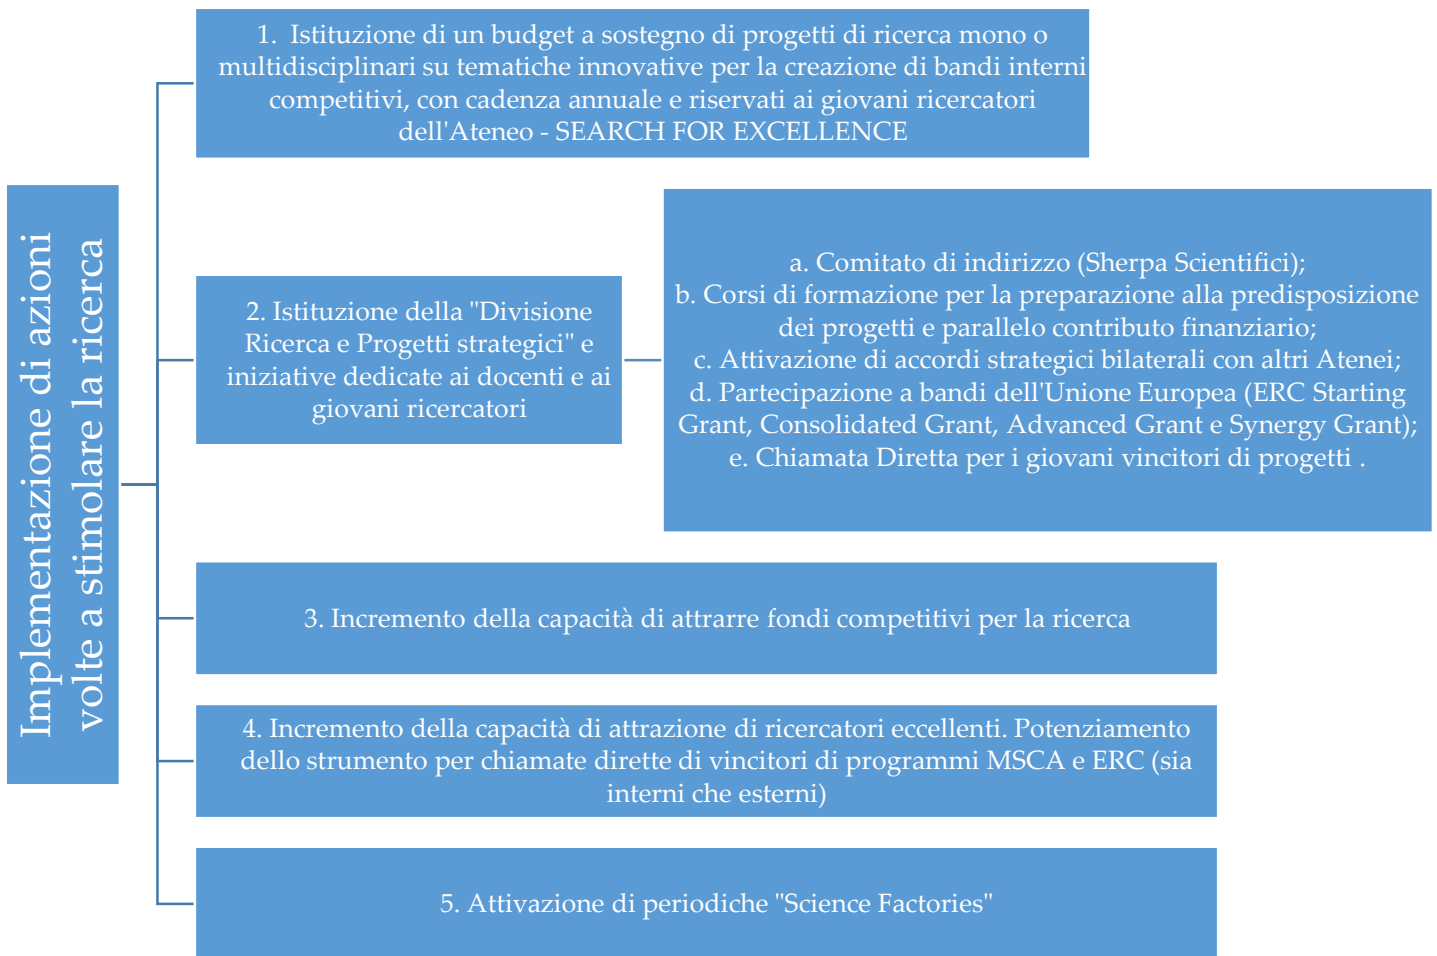 Implementazione di azioni
volte a stimolare la ricerca
1. Istituzione di un budget a sostegno di progetti di ricerca mono o
multidisciplinari su tematiche innovative per la creazione di bandi interni
competitivi, con cadenza annuale e riservati ai giovani ricercatori
dell'Ateneo - SEARCH FOR EXCELLENCE
2. Istituzione della "Divisione
Ricerca e Progetti strategici" e
iniziative dedicate ai docenti e ai
giovani ricercatori
a. Comitato di indirizzo (Sherpa Scientifici);
b. Corsi di formazione per la preparazione alla predisposizione
dei progetti e parallelo contributo finanziario;
c. Attivazione di accordi strategici bilaterali con altri Atenei;
d. Partecipazione a bandi dell'Unione Europea (ERC Starting
Grant, Consolidated Grant, Advanced Grant e Synergy Grant);
e. Chiamata Diretta per i giovani vincitori di progetti .
3. Incremento della capacità di attrarre fondi competitivi per la ricerca
4. Incremento della capacità di attrazione di ricercatori eccellenti. Potenziamento
dello strumento per chiamate dirette di vincitori di programmi MSCA e ERC (sia
interni che esterni)
5. Attivazione di periodiche "Science Factories"